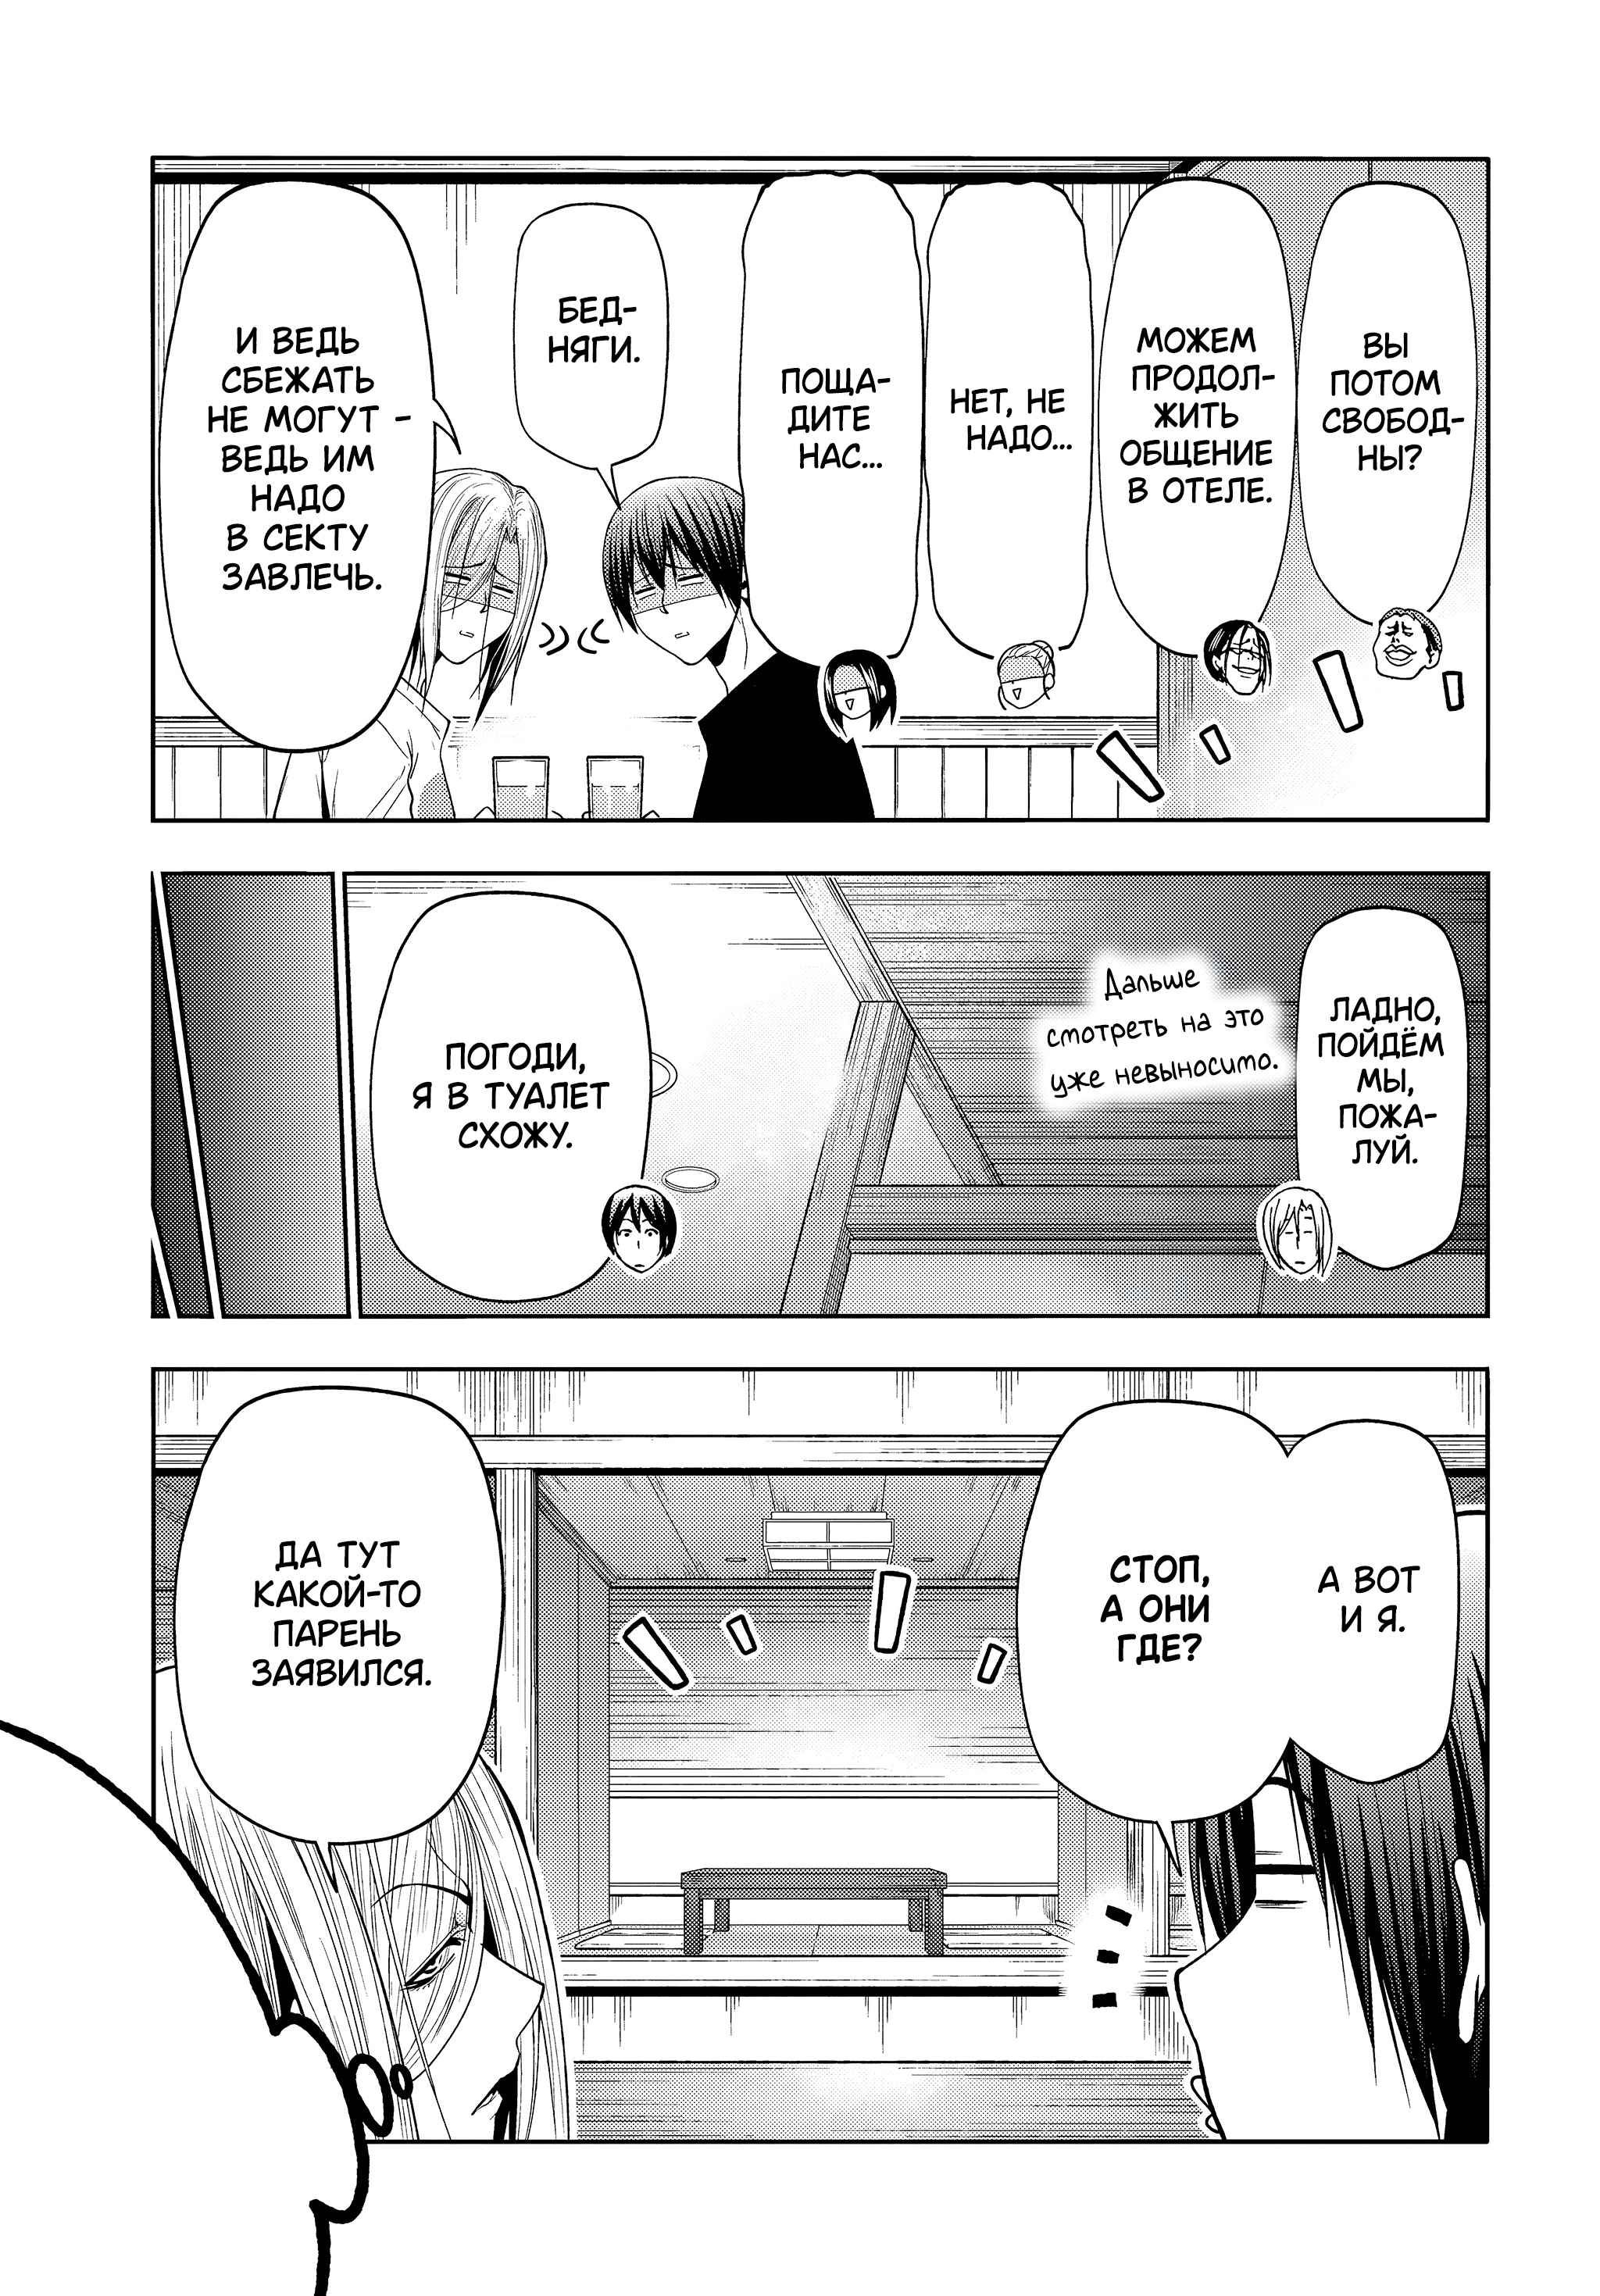 ВЫ
ПОТОМ
СВОБОД-
НЫ?
МОЖЕМ
ПРОДОЛ-
ЖИТЬ
ОБЩЕНИЕ
В ОТЕЛЕ.
НЕТ, НЕ
НАДО...
ПОЩА-
ДИТЕ
НАС...
БЕД-
НЯГИ.
И ВЕДЬ
СБЕЖАТЬ
НЕ МОГУТ -
ВЕДЬ ИМ
НАДО
В СЕКТУ
ЗАВЛЕЧЬ.
ЛАДНО,
ПОЙДЁМ
МЫ,
ПОЖА-
ЛУЙ.
Дальше
смотреть на это
уже невыносимо.
ПОГОДИ,
Я В ТУАЛЕТ
СХОЖУ.
А ВОТ
И Я.
СТОП,
А ОНИ
ГДЕ?
ДА ТУТ
КАКОЙ-ТО
ПАРЕНЬ
ЗАЯВИЛСЯ.